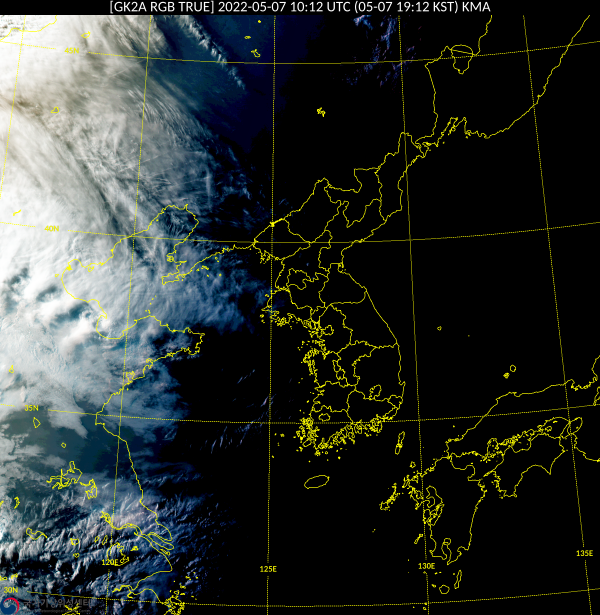 [GK2A RGB TRUE] 2022-05-07 10:12 UTC (05-07 19:12 KST) KMA
40N
35N
135E
120E
125E
130E
30N